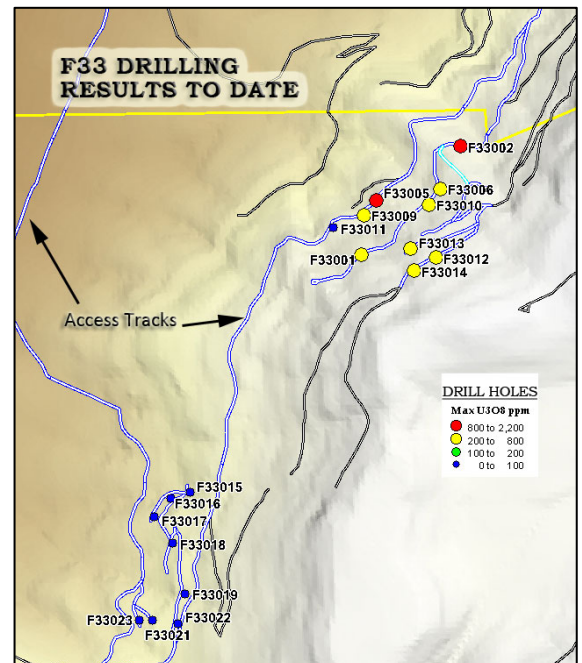 F33 DRILLING
RESULTS TO DATE
F33002
F33006
F33005
F33010
F33009
F33011
F33013
F33001
F33012
F33014
Access Tracks
DRILL HOLES
Max U3O8 ppm
800 to 2,200
200 to 800
100 to 200
0 to 100
F33015
F33016
F33017
F33018
F33019
F33023
F33021
F33022